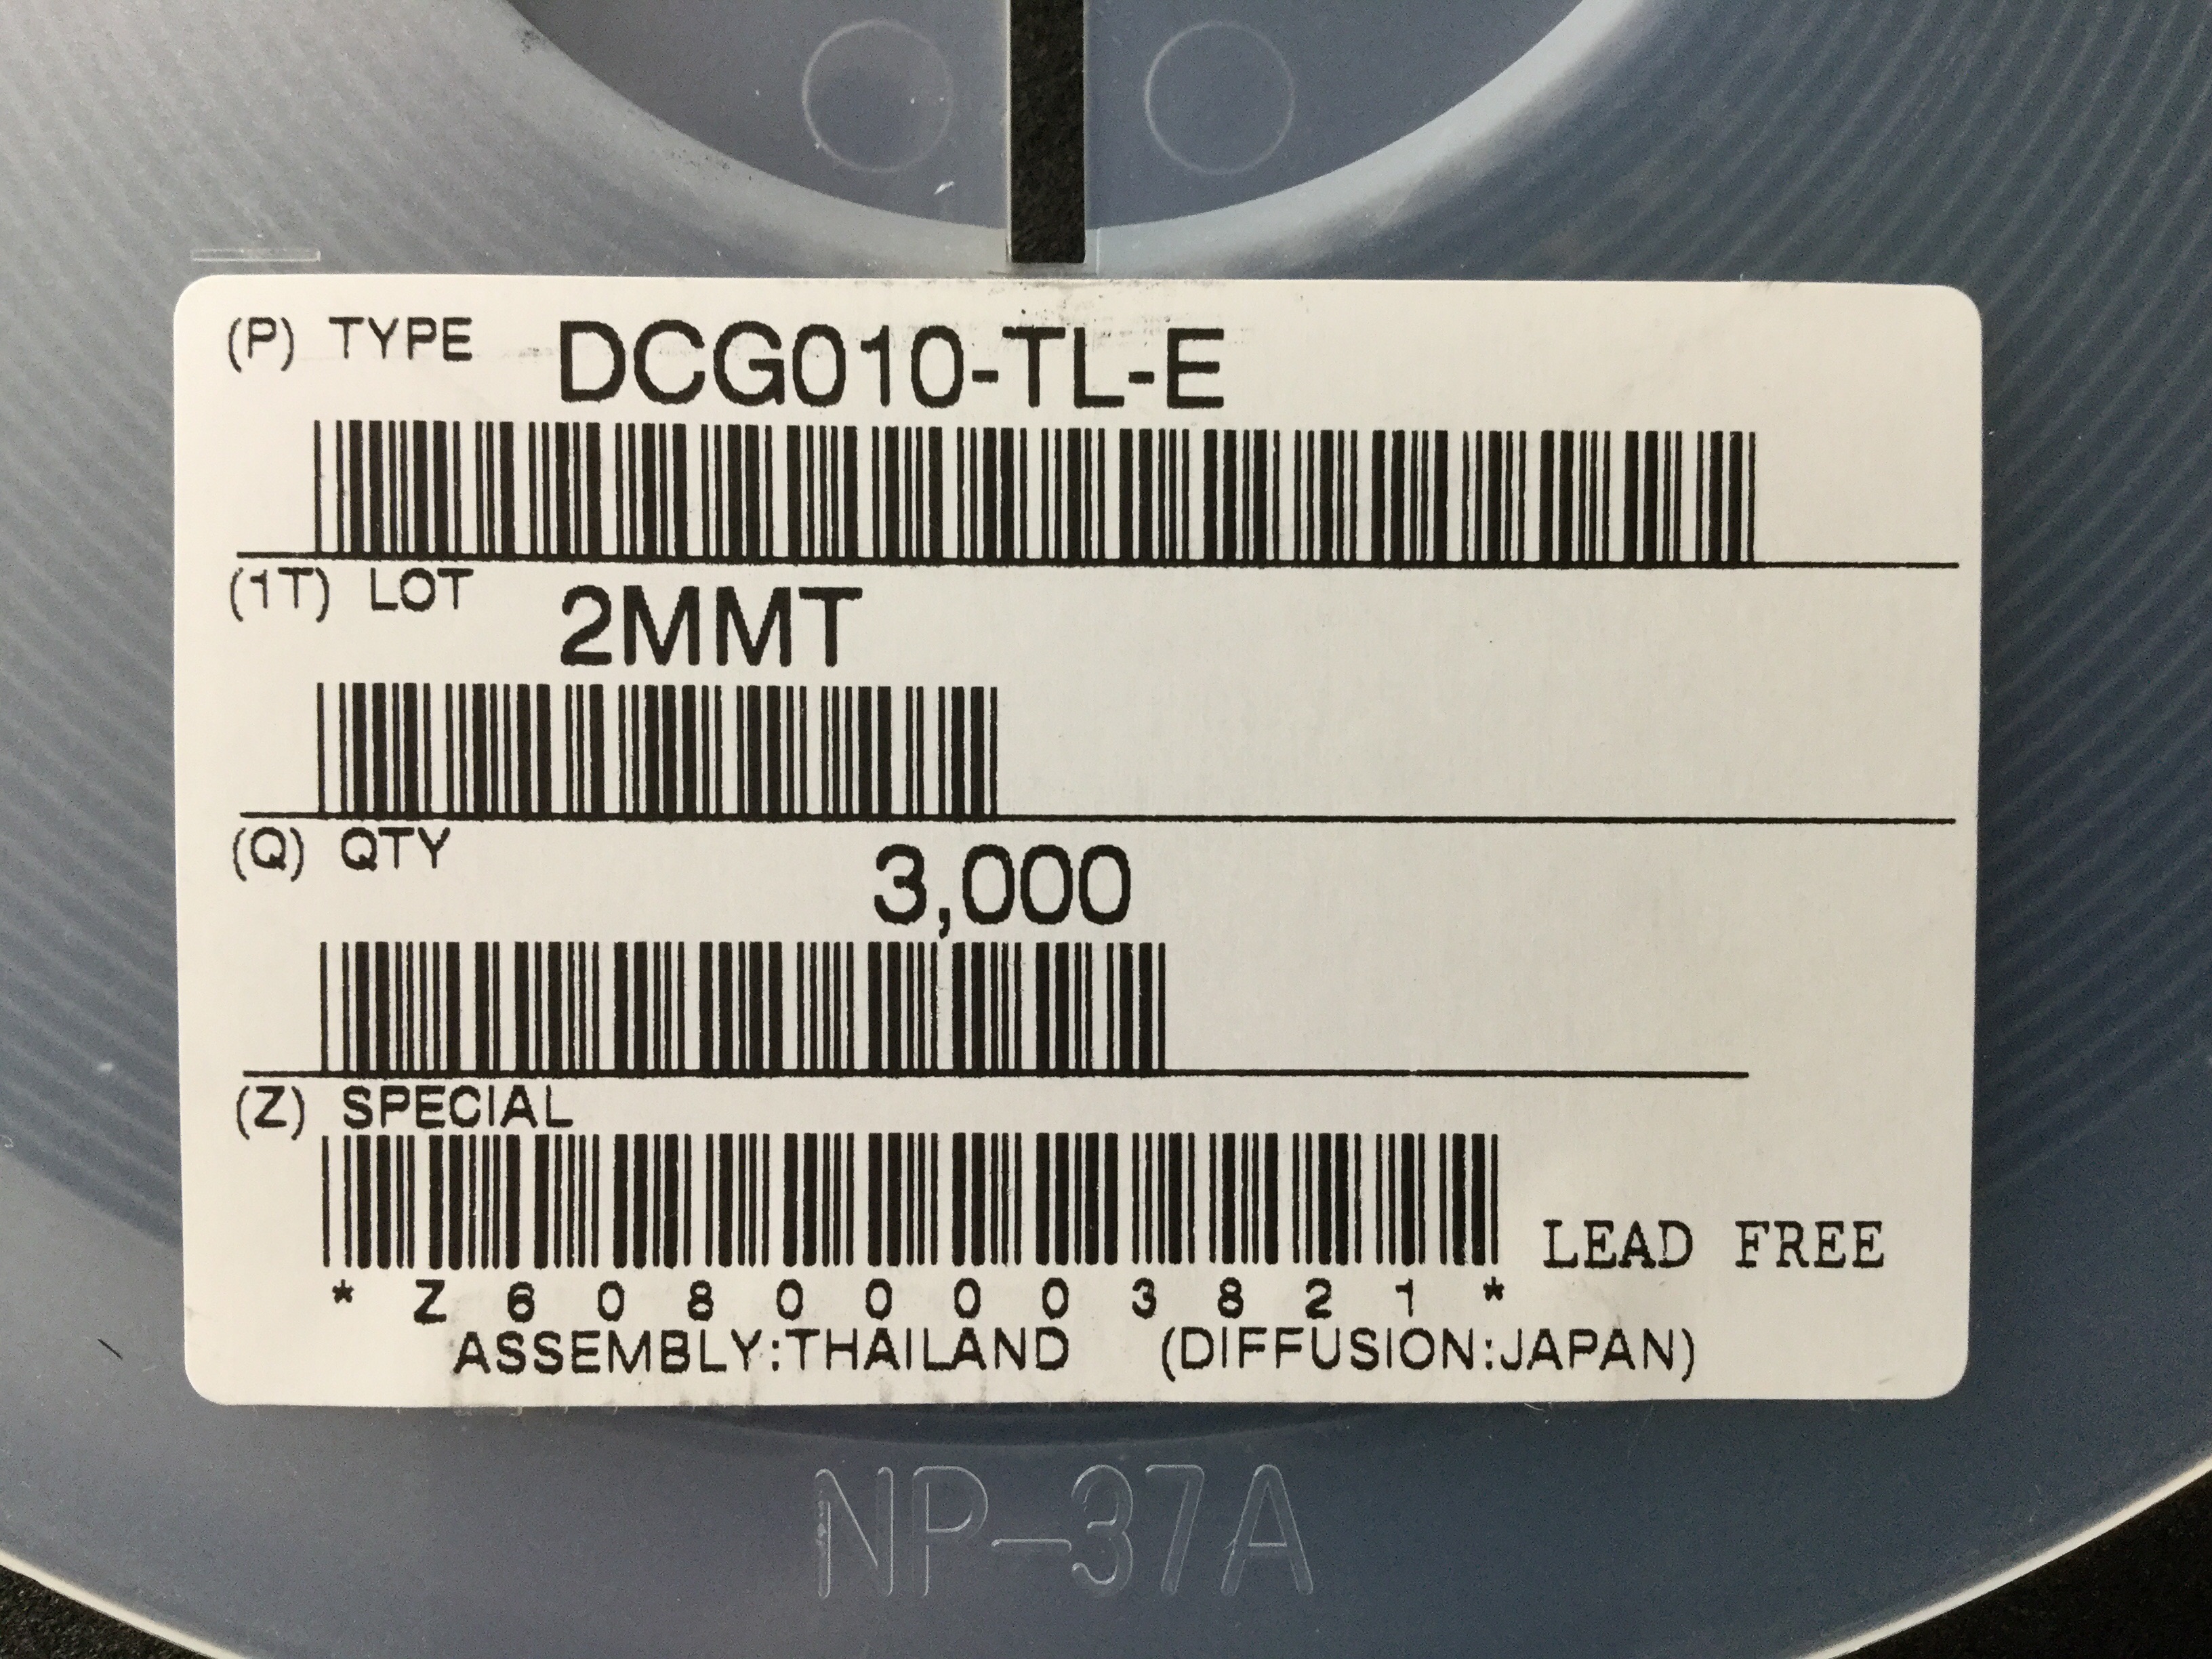 (P) TYPE DCG010-TL-E
(1T) LOT 2MMT
(Q) QTY 3,000
(Z) SPECIAL
LEAD FREE
* Z 6 0 8 0 0 0 0 3 8 2 1 *
ASSEMBLY:THAILAND (DIFFUSION:JAPAN)
NP-37A